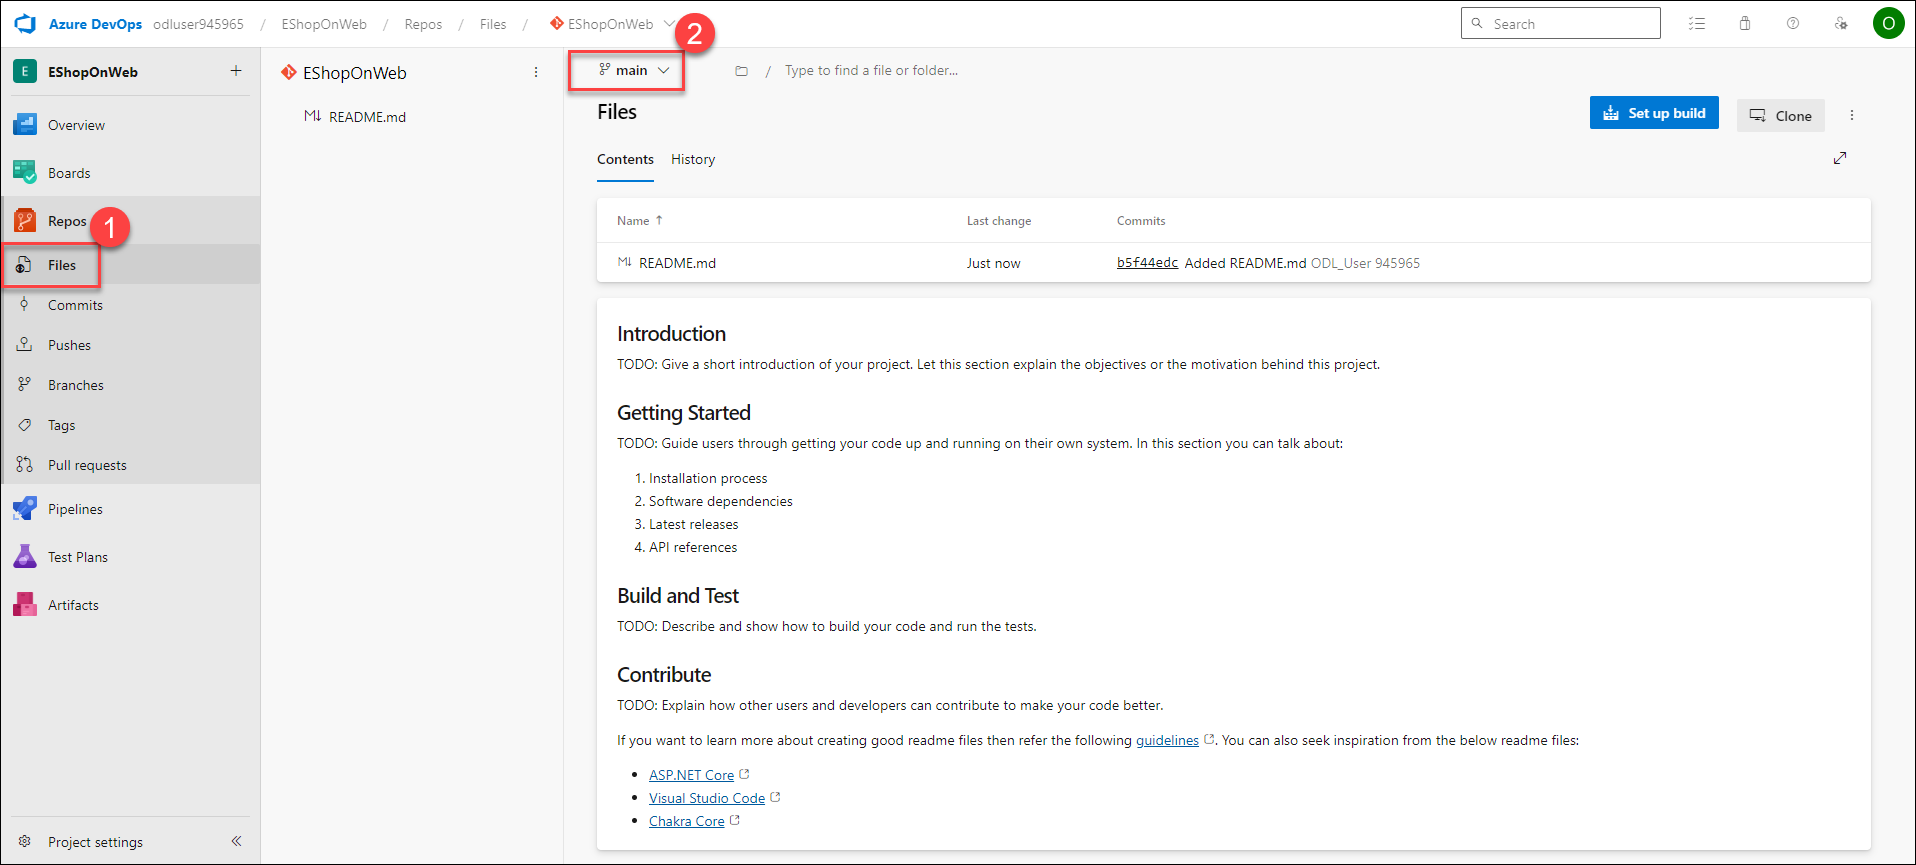 Azure DevOps odluser945965 / EShopOnWeb / Repos / Files / EShopOnWeb
2
Search
O
E EShopOnWeb +
Overview
Boards
Repos
1
Files
Commits
Pushes
Branches
Tags
Pull requests
Pipelines
Test Plans
Artifacts
Project settings
EShopOnWeb
M↓ README.md
main
/ Type to find a file or folder...
Files
Set up build
Clone
Contents History
Name ↑ Last change Commits
M↓ README.md Just now b5f44edc Added README.md ODL_User 945965
Introduction
TODO: Give a short introduction of your project. Let this section explain the objectives or the motivation behind this project.
Getting Started
TODO: Guide users through getting your code up and running on their own system. In this section you can talk about:
1. Installation process
2. Software dependencies
3. Latest releases
4. API references
Build and Test
TODO: Describe and show how to build your code and run the tests.
Contribute
TODO: Explain how other users and developers can contribute to make your code better.
If you want to learn more about creating good readme files then refer the following guidelines. You can also seek inspiration from the below readme files:
• ASP.NET Core
• Visual Studio Code
• Chakra Core